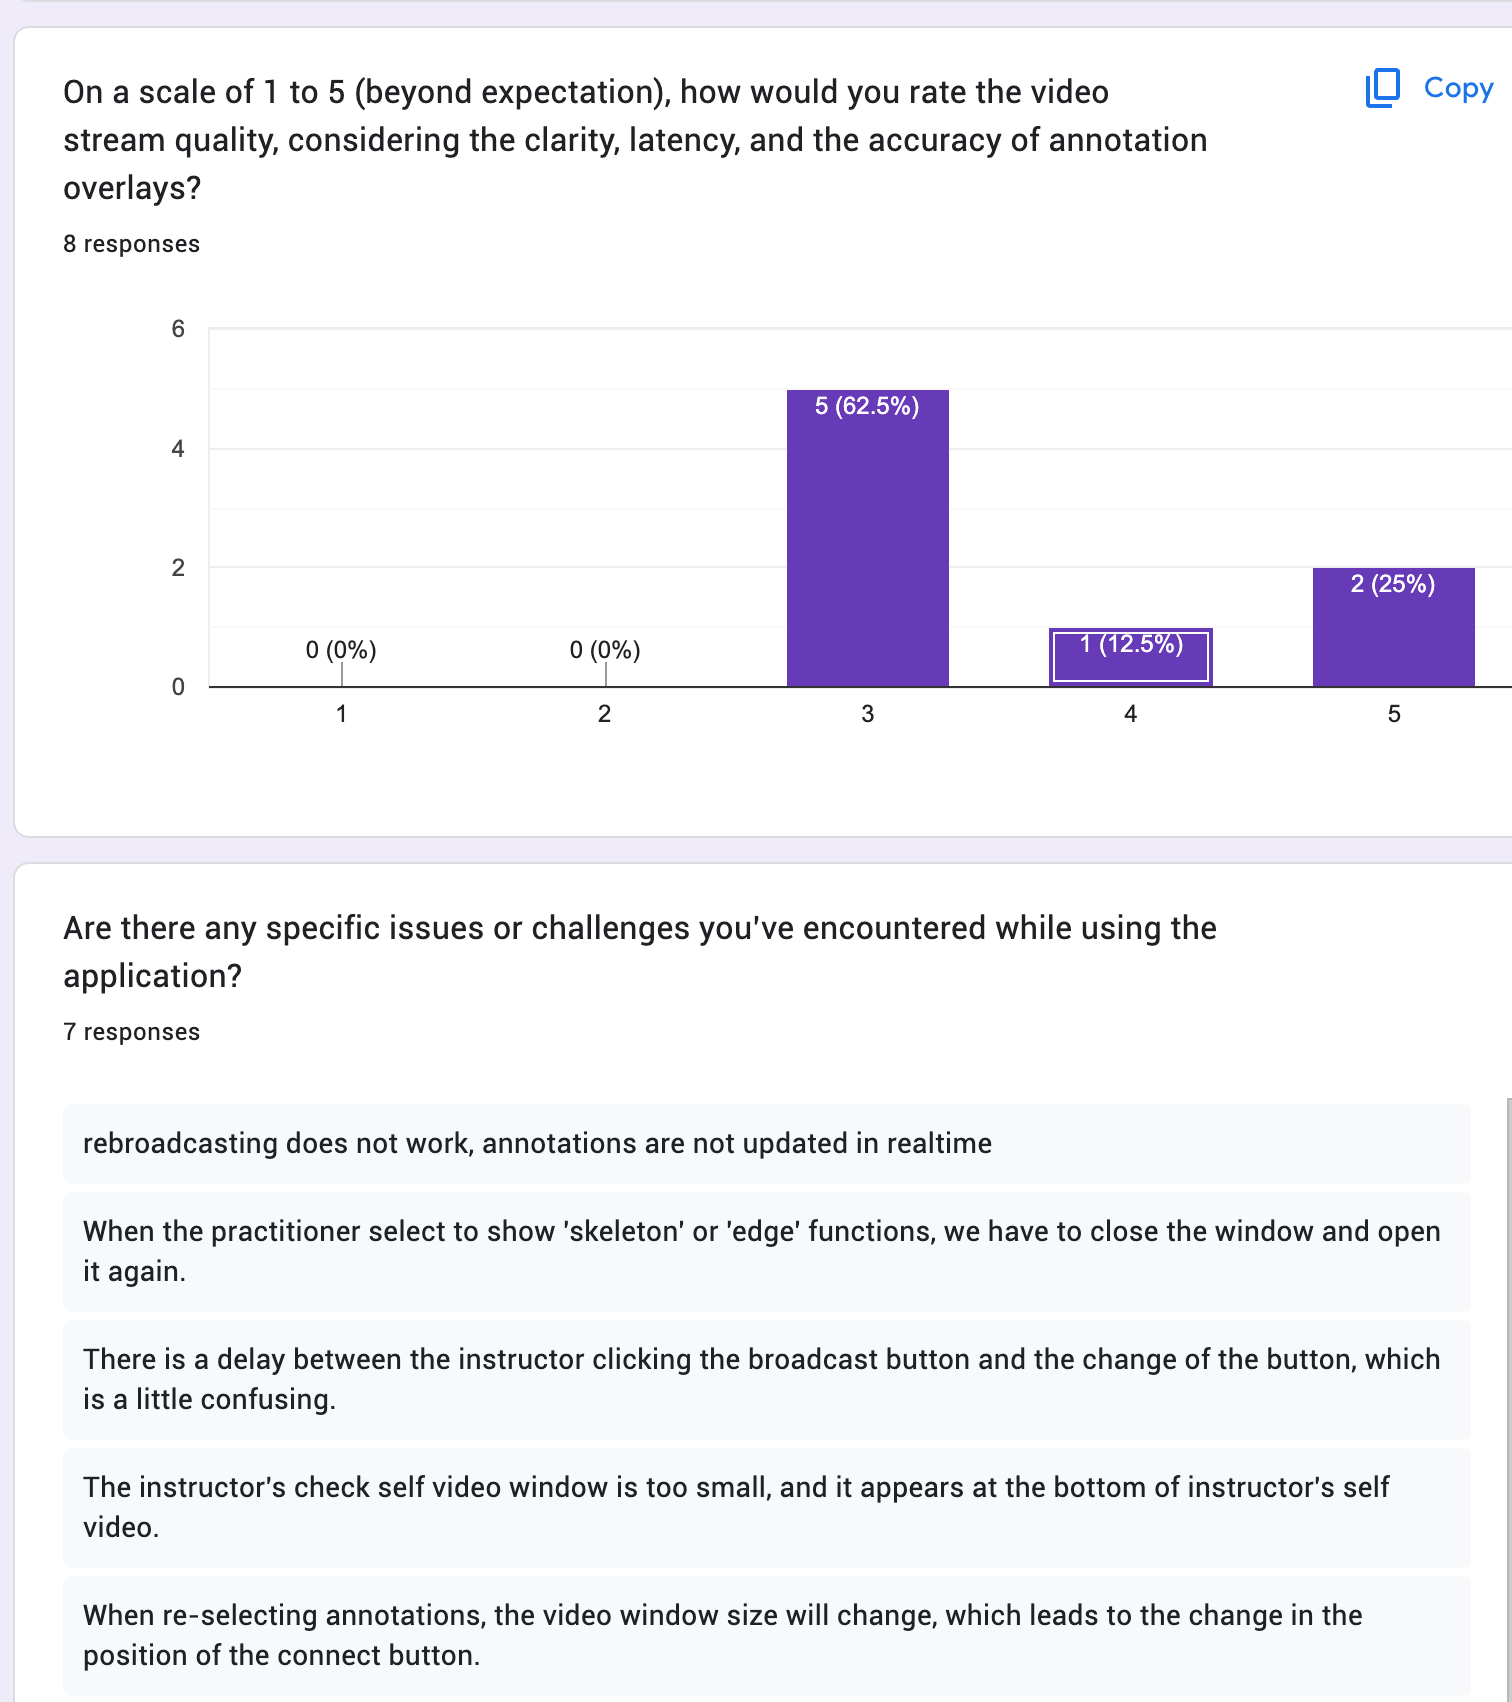 On a scale of 1 to 5 (beyond expectation), how would you rate the video
stream quality, considering the clarity, latency, and the accuracy of annotation
overlays?
Copy
8 responses
6
4
2
0
0 (0%)
0 (0%)
5 (62.5%)
1 (12.5%)
2 (25%)
1
2
3
4
5
Are there any specific issues or challenges you've encountered while using the
application?
7 responses
rebroadcasting does not work, annotations are not updated in realtime
When the practitioner select to show 'skeleton' or 'edge' functions, we have to close the window and open
it again.
There is a delay between the instructor clicking the broadcast button and the change of the button, which
is a little confusing.
The instructor's check self video window is too small, and it appears at the bottom of instructor's self
video.
When re-selecting annotations, the video window size will change, which leads to the change in the
position of the connect button.